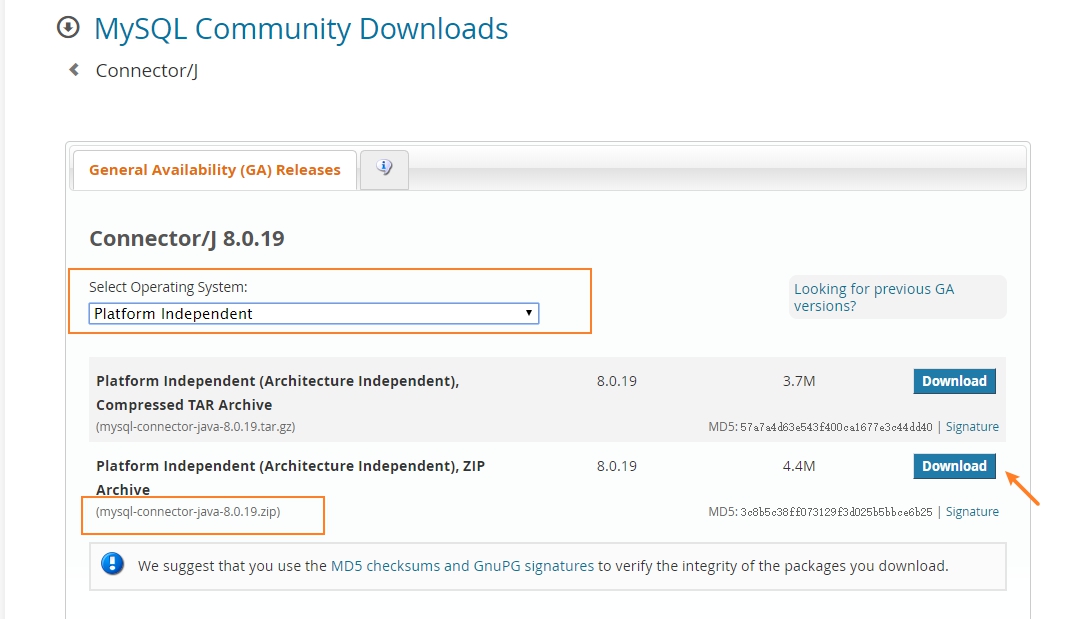 MySQL Community Downloads
Connector/J
General Availability (GA) Releases
Connector/J 8.0.19
Select Operating System:
Platform Independent
Looking for previous GA
versions?
Platform Independent (Architecture Independent),
Compressed TAR Archive
8.0.19
3.7M
Download
(mysql-connector-java-8.0.19.tar.gz)
MD5: 57a7a4d63e543f400ca1677e3c44dd40 | Signature
Platform Independent (Architecture Independent), ZIP
Archive
8.0.19
4.4M
Download
(mysql-connector-java-8.0.19.zip)
MD5: 3c8b5c38ff073129f3d025b5bbce6b25 | Signature
We suggest that you use the MD5 checksums and GnuPG signatures to verify the integrity of the packages you download.